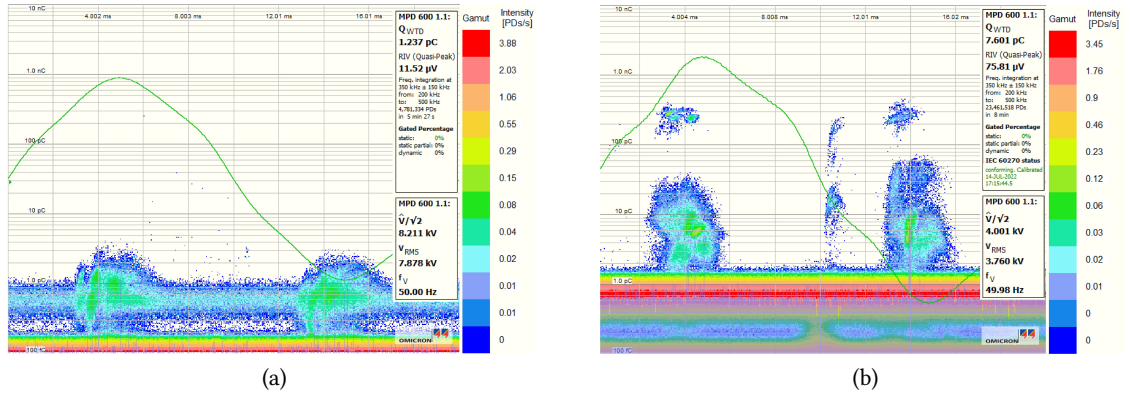 10 nC
4.002 ms
8.003 ms
16.01 ms
1.0 nC
100 pC
10 pC
100 fC
MPD 600 1.1:
QWTD
1.237 pC
RIV (Quasi-Peak)
11.52 µV
Freq. integration at
350 kHz ± 150 kHz
from: 200 kHz
to: 500 kHz
4,781,334 PDs
in 5 min 27 s
Gated Percentage
static: 0%
static partial: 0%
dynamic 0%
MPD 600 1.1:
V̂/√2
8.211 kV
VRMS
7.878 kV
fV
50.00 Hz
OMICRON
Gamut
Intensity
[PDs/s]
3.88
2.03
1.06
0.55
0.29
0.15
0.08
0.04
0.02
0.01
0.01
0
(a)
10 nC
4.004 ms
8.008 ms
16.02 ms
1.0 nC
100 pC
10 pC
1.0 pC
100 fC
MPD 600 1.1:
QWTD
7.601 pC
RIV (Quasi-Peak)
75.81 µV
Freq. integration at
350 kHz ± 150 kHz
from: 200 kHz
to: 500 kHz
23,461,518 PDs
in 8 min
Gated Percentage
static: 0%
static partial: 0%
dynamic 0%
IEC 60270 status
conforming. Calibrated
14-JUL-2022
17:15:44.5
MPD 600 1.1:
V̂/√2
4.001 kV
VRMS
3.760 kV
fV
49.98 Hz
OMICRON
Gamut
Intensity
[PDs/s]
3.45
1.76
0.9
0.46
0.23
0.12
0.06
0.03
0.02
0.01
0
0
(b)